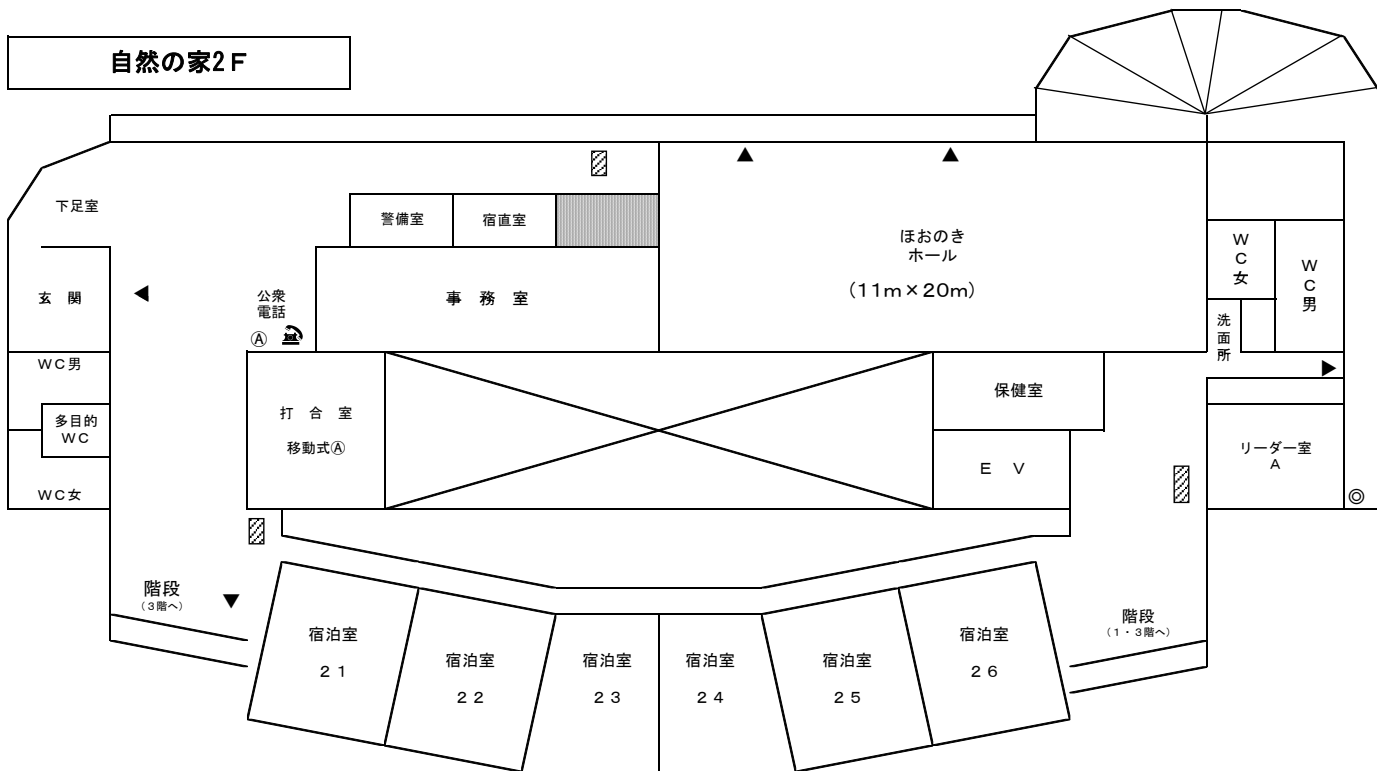 自然の家2F
下足室
警備室
宿直室
ほおのき
ホール
（11m×20m）
玄 関
公衆
電話
Ⓐ
事 務 室
WC女
WC男
洗面所
WC男
多目的
WC
WC女
打 合 室
移動式Ⓐ
保健室
E V
リーダー室
A
◎
階段
（3階へ）
階段
（1・3階へ）
宿泊室
21
宿泊室
22
宿泊室
23
宿泊室
24
宿泊室
25
宿泊室
26